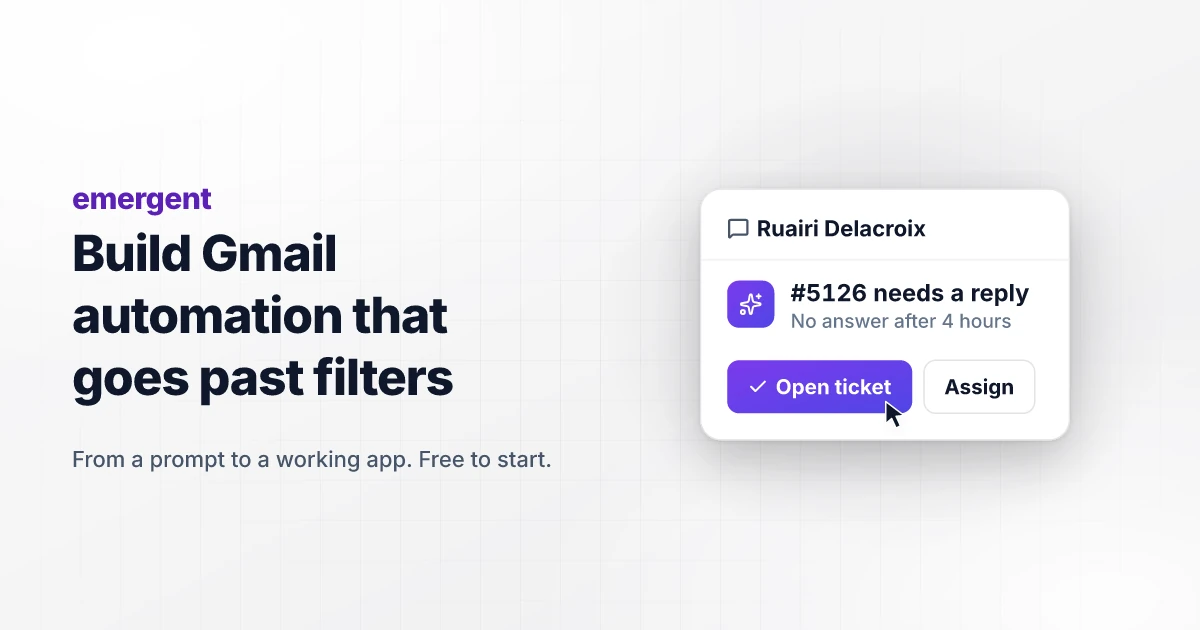 emergent
Build Gmail
automation that
goes past filters
From a prompt to a working app. Free to start.
Ruairi Delacroix
#5126 needs a reply
No answer after 4 hours
Open ticket
Assign